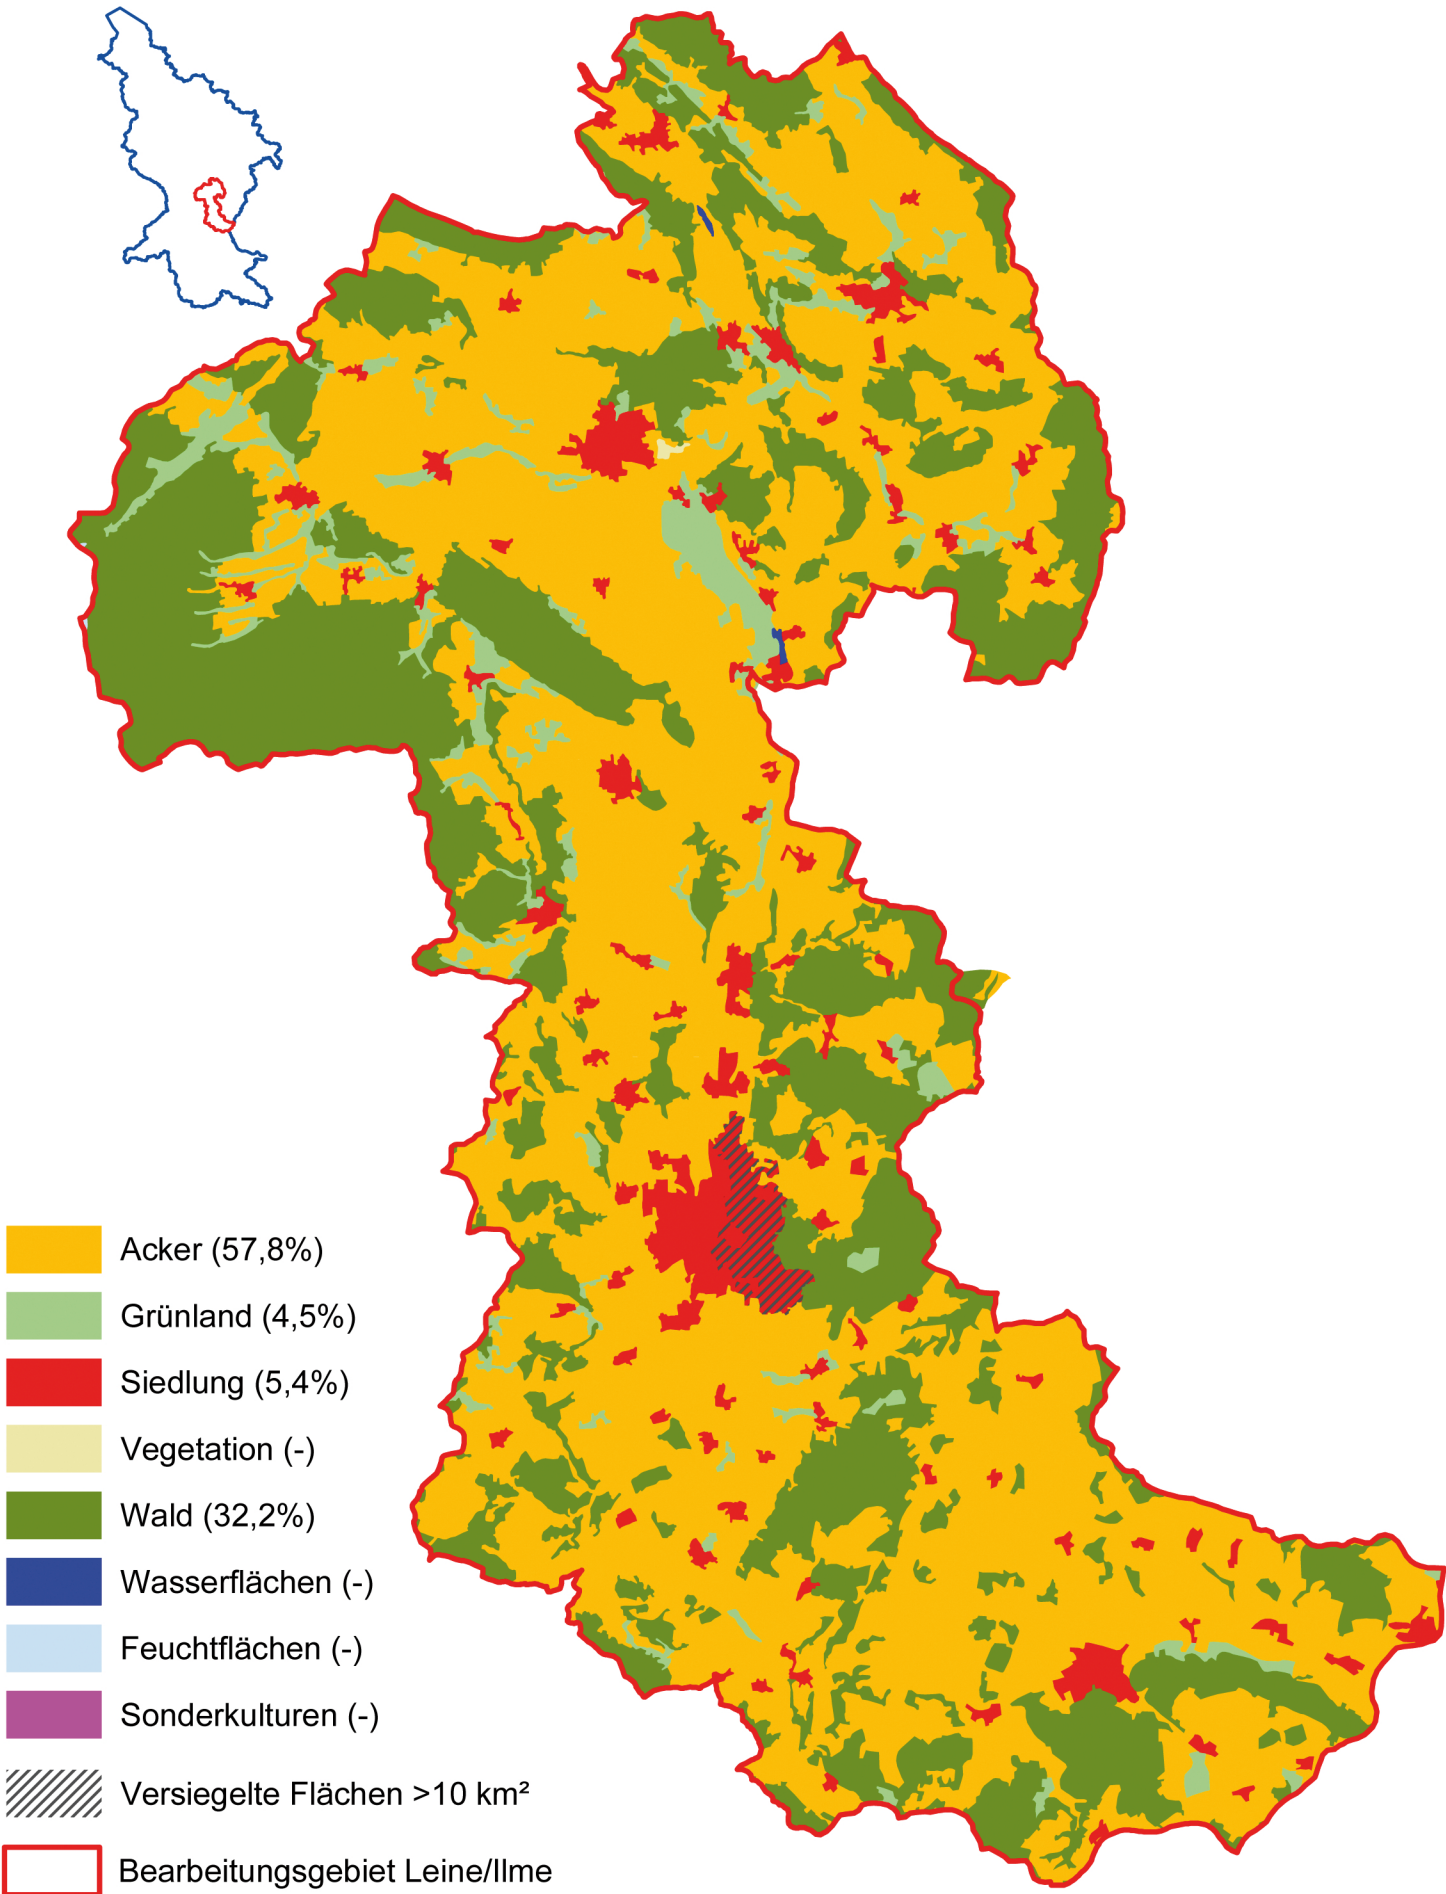 Acker (57,8%)
Grünland (4,5%)
Siedlung (5,4%)
Vegetation (-)
Wald (32,2%)
Wasserflächen (-)
Feuchtflächen (-)
Sonderkulturen (-)
Versiegelte Flächen >10 km²
Bearbeitungsgebiet Leine/Ilme